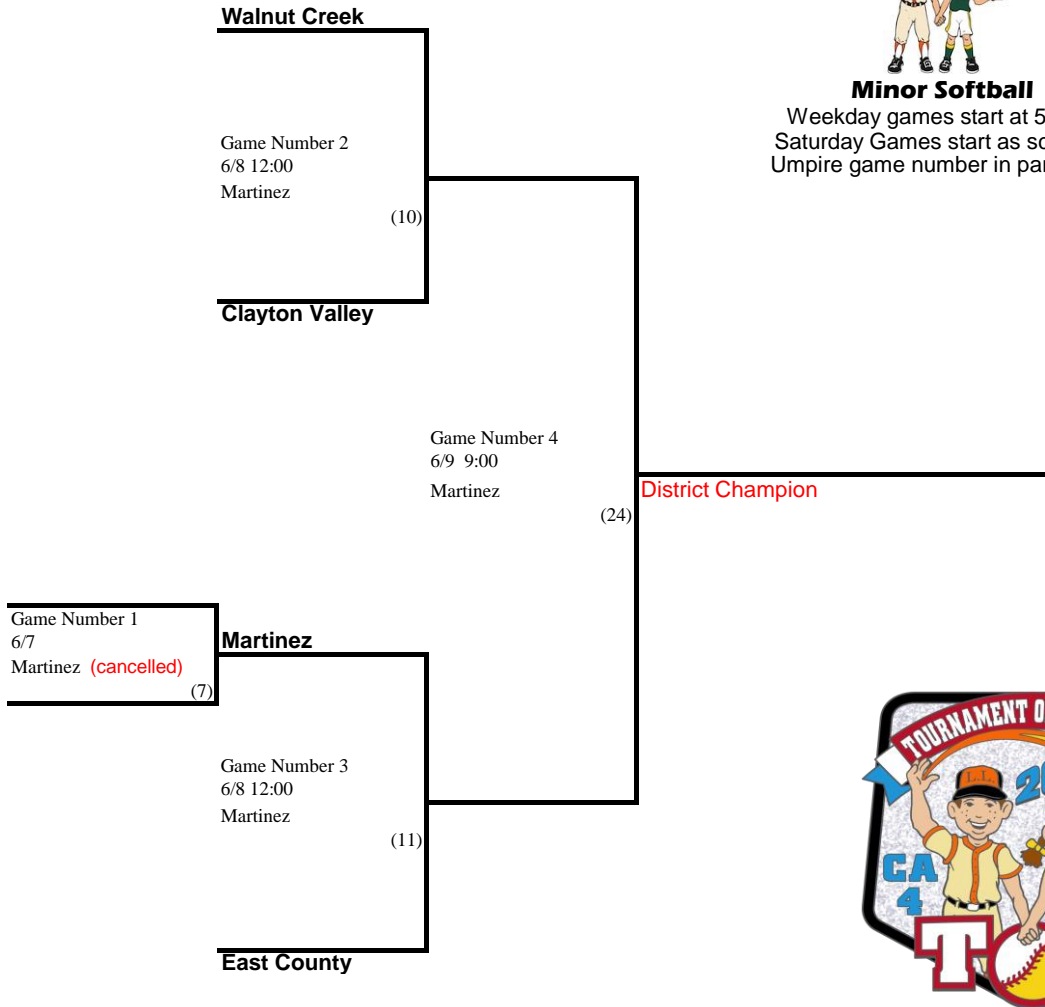 Walnut Creek
Minor Softball
Weekday games start at 5
Saturday Games start as
Umpire game number in
Game Number 2
6/8 12:00
Martinez
(10)
Clayton Valley
Game Number 4
6/9 9:00
Martinez
(24)
District Champion
Game Number 1
6/7
Martinez (cancelled)
(7)
Martinez
Game Number 3
6/8 12:00
Martinez
(11)
East County
TOURNAMENT
L.L.
CA
4